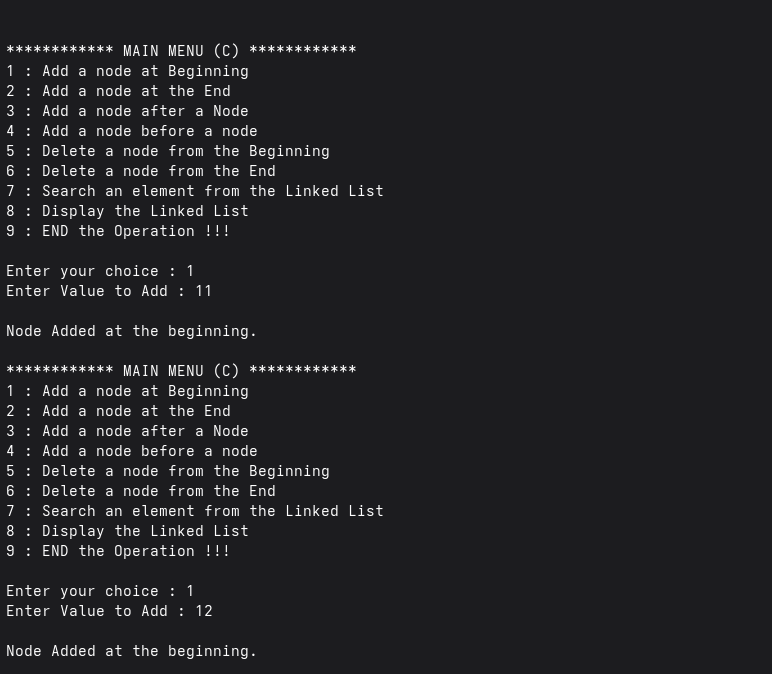 ************ MAIN MENU (C) ************
1 : Add a node at Beginning
2 : Add a node at the End
3 : Add a node after a Node
4 : Add a node before a node
5 : Delete a node from the Beginning
6 : Delete a node from the End
7 : Search an element from the Linked List
8 : Display the Linked List
9 : END the Operation !!!
Enter your choice : 1
Enter Value to Add : 11
Node Added at the beginning.
************ MAIN MENU (C) ************
1 : Add a node at Beginning
2 : Add a node at the End
3 : Add a node after a Node
4 : Add a node before a node
5 : Delete a node from the Beginning
6 : Delete a node from the End
7 : Search an element from the Linked List
8 : Display the Linked List
9 : END the Operation !!!
Enter your choice : 1
Enter Value to Add : 12
Node Added at the beginning.